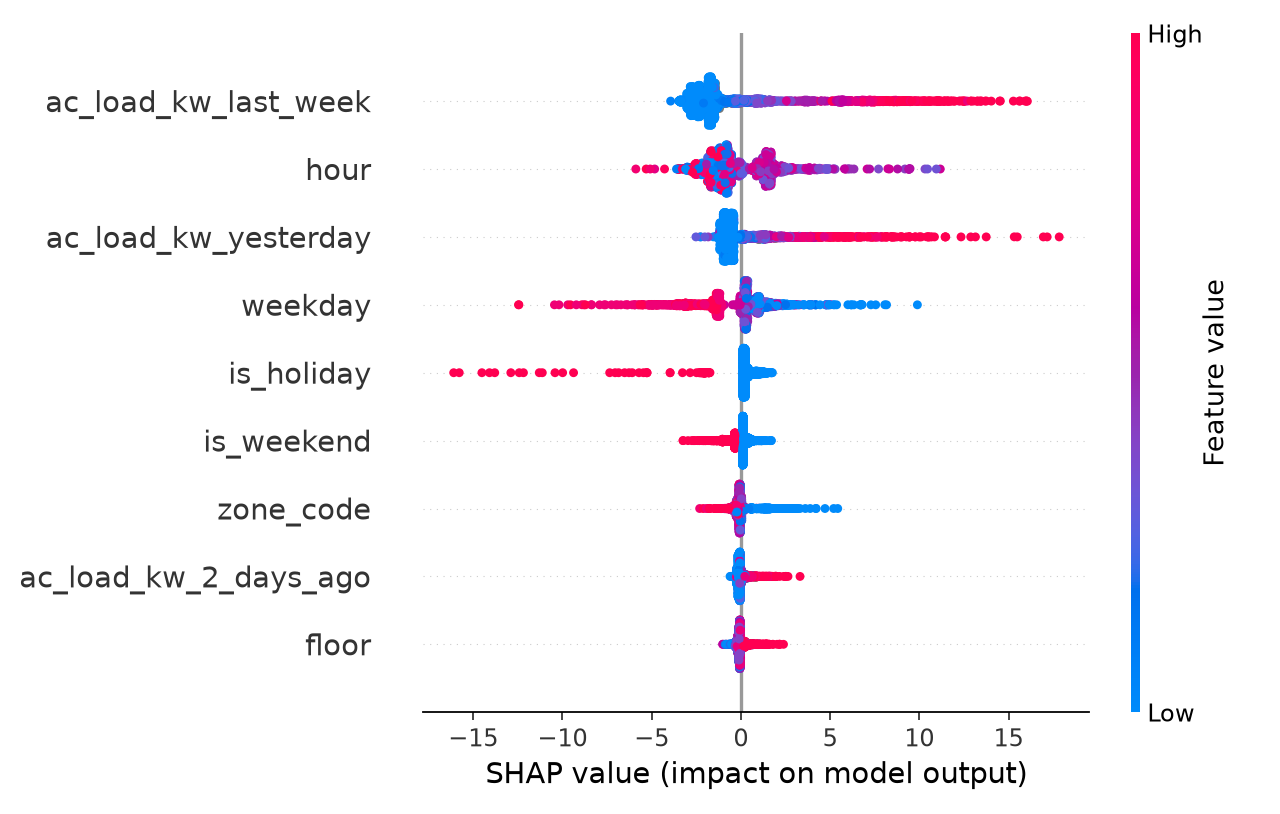 High
ac_load_kw_last_week
hour
ac_load_kw_yesterday
weekday
is_holiday
is_weekend
zone_code
ac_load_kw_2_days_ago
floor
Feature value
Low
−15 −10 −5 0 5 10 15
SHAP value (impact on model output)